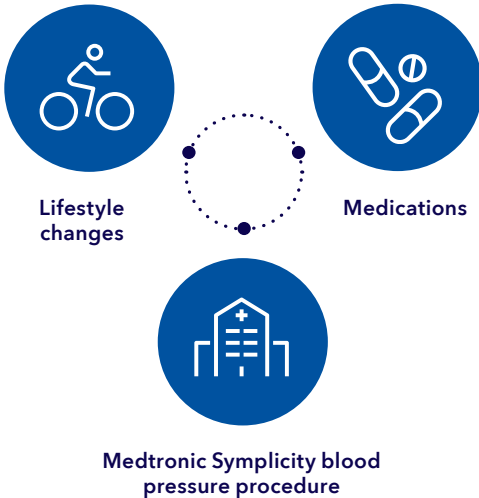 Lifestyle
changes
Medications
Medtronic Symplicity blood
pressure procedure